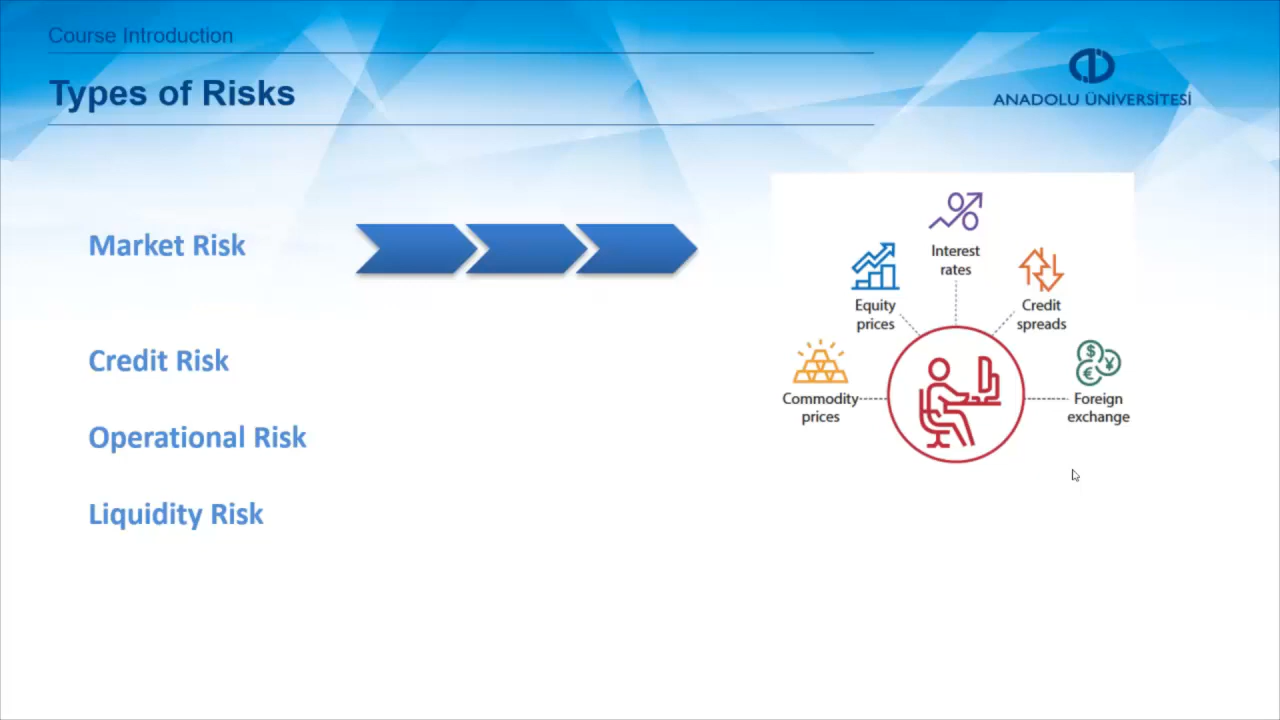 Course Introduction
Types of Risks
ANADOLU ÜNİVERSİTESİ
Market Risk
Credit Risk
Operational Risk
Liquidity Risk
Interest
rates
Equity
prices
Credit
spreads
Commodity
prices
Foreign
exchange